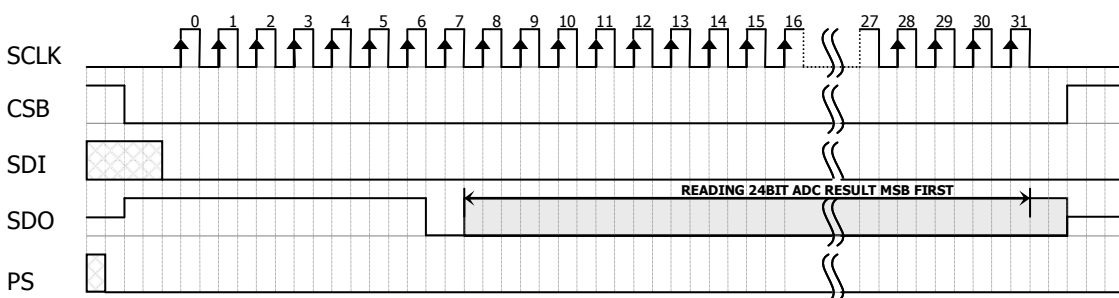 0 1 2 3 4 5 6 7 8 9 10 11 12 13 14 15 16 27 28 29 30 31
SCLK
CSB
SDI
READING 24BIT ADC RESULT MSB FIRST
SDO
PS